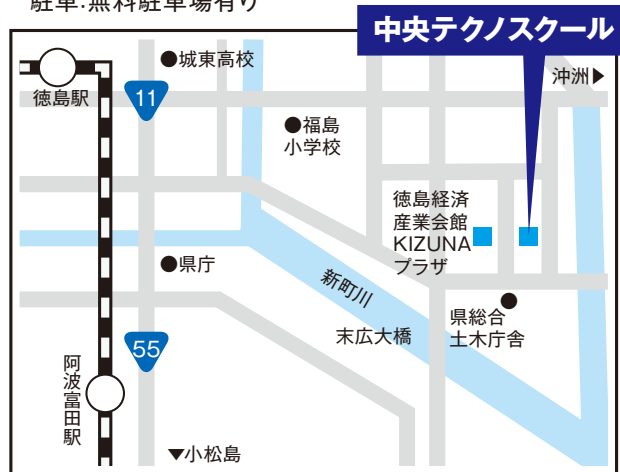 駐車:無料駐車場有り
中央テクノスクール
●城東高校
沖洲▶
徳島駅
11
●福島
小学校
徳島経済
産業会館
KIZUNA
プラザ
●県庁
新町川
県総合
土木庁舎
末広大橋
55
阿波富田駅
▼小松島